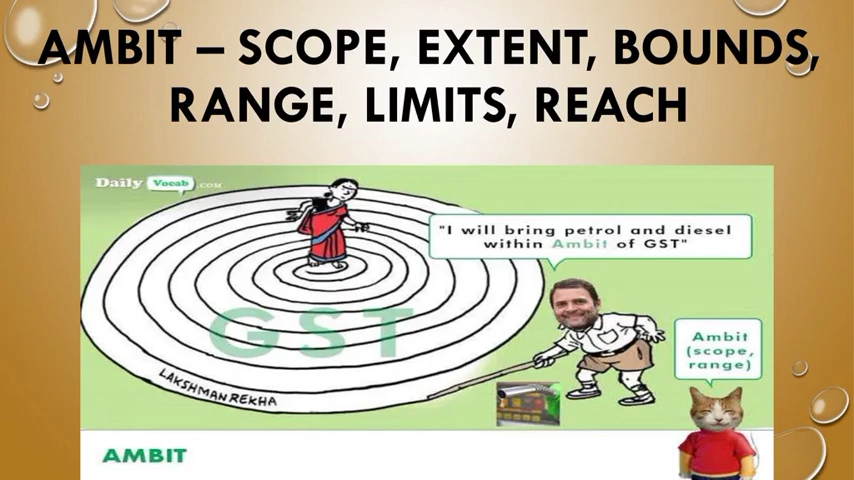 AMBIT – SCOPE, EXTENT, BOUNDS,
RANGE, LIMITS, REACH
Daily Vocab .COM
"I will bring petrol and diesel
within Ambit of GST"
GST
Ambit
(scope,
range)
LAKSHMAN REKHA
AMBIT